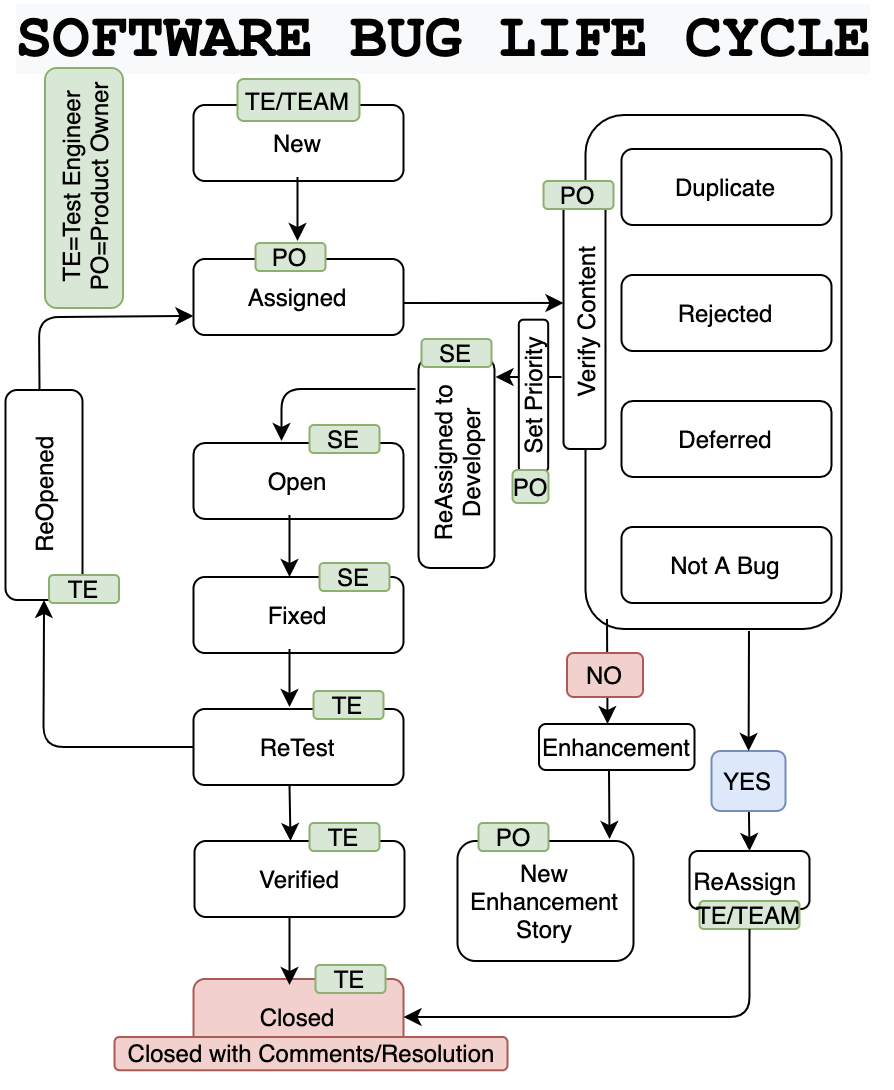 SOFTWARE BUG LIFE CYCLE
TE=Test Engineer
PO=Product Owner
TE/TEAM
New
PO
Assigned
PO
Verify Content
Duplicate
Rejected
Deferred
Not A Bug
Set Priority
PO
SE
ReAssigned to
Developer
SE
Open
SE
Fixed
TE
ReTest
ReOpened
TE
TE
Verified
TE
Closed
Closed with Comments/Resolution
NO
Enhancement
PO
New
Enhancement
Story
YES
ReAssign
TE/TEAM